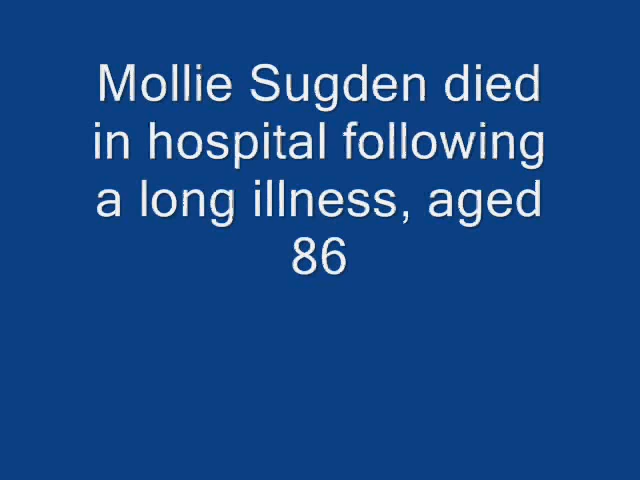 Mollie Sugden died
in hospital following
a long illness, aged
86